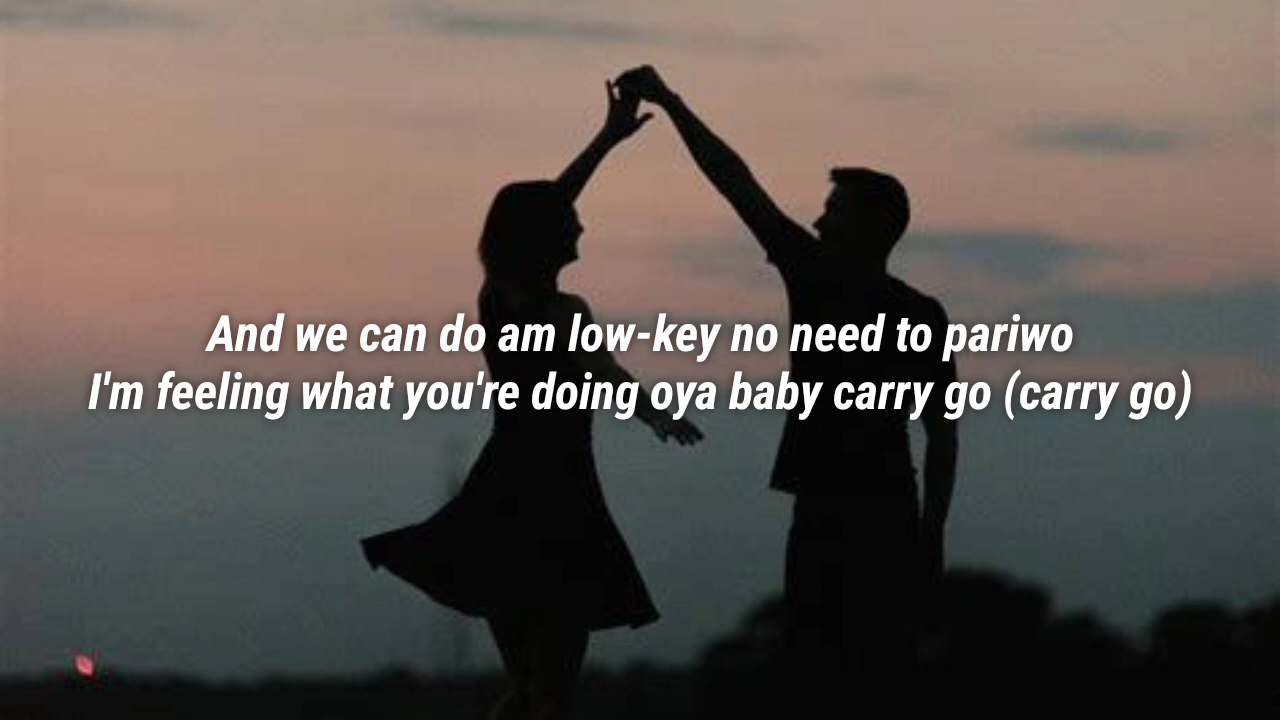 And we can do am low-key no need to pariwo
I'm feeling what you're doing oya baby carry go (carry go)